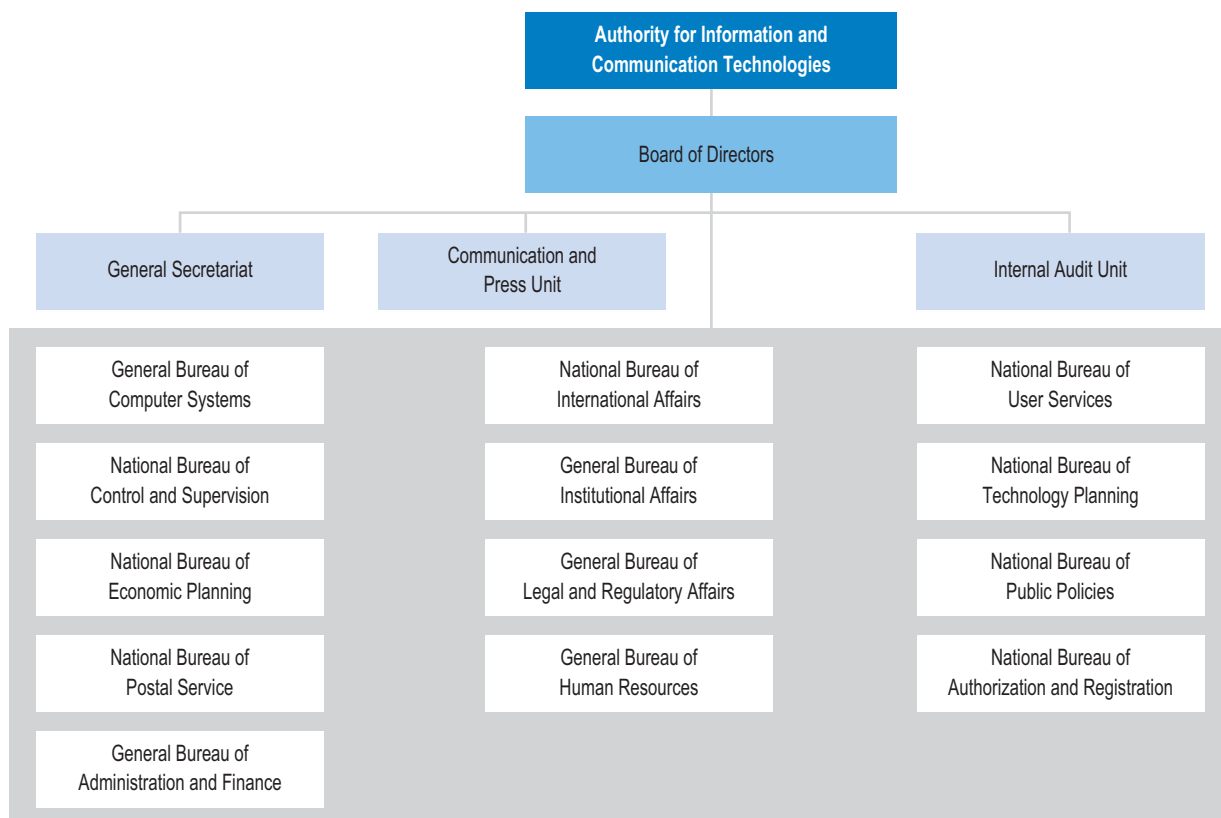 Authority for Information and
Communication Technologies
Board of Directors
General Secretariat
Communication and
Press Unit
Internal Audit Unit
General Bureau of
Computer Systems
National Bureau of
Control and Supervision
National Bureau of
Economic Planning
National Bureau of
Postal Service
General Bureau of
Administration and Finance
National Bureau of
International Affairs
General Bureau of
Institutional Affairs
General Bureau of
Legal and Regulatory Affairs
General Bureau of
Human Resources
National Bureau of
User Services
National Bureau of
Technology Planning
National Bureau of
Public Policies
National Bureau of
Authorization and Registration